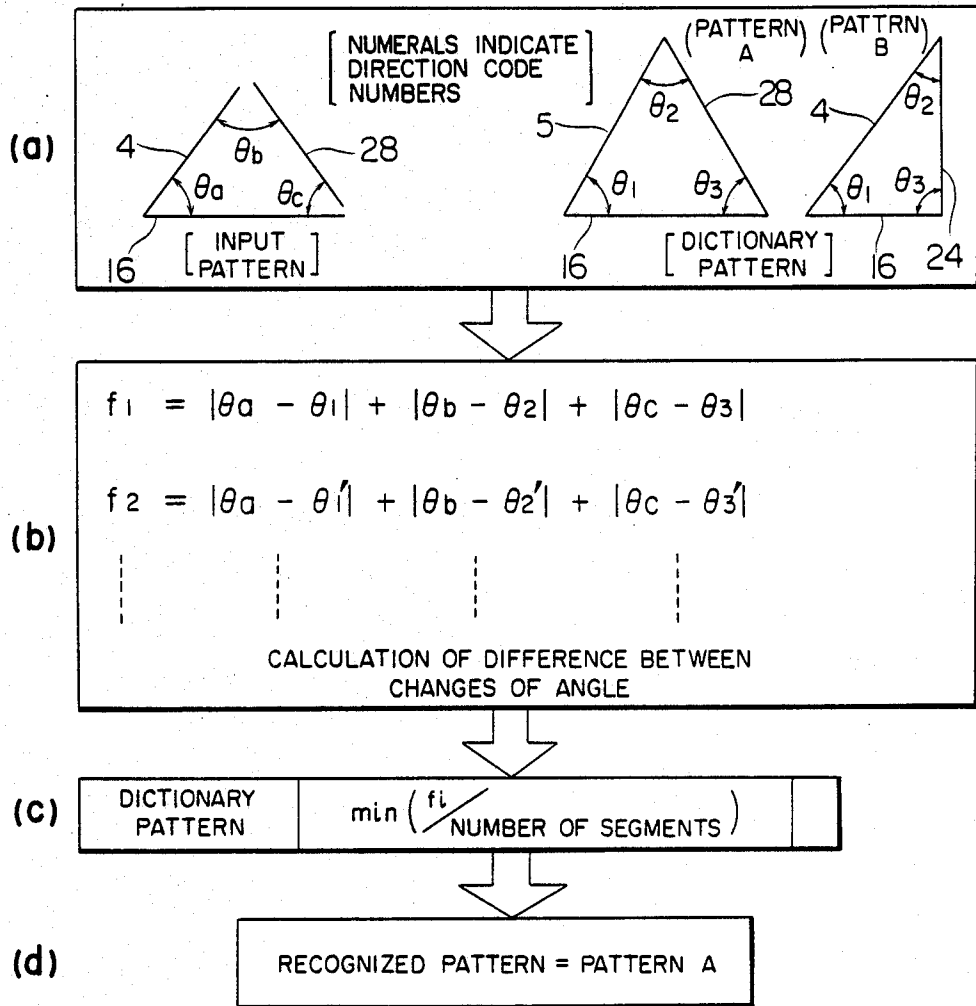 (a)
[ NUMERALS INDICATE
DIRECTION CODE
NUMBERS ]
4
θb
28
θa
θc
16
[ INPUT
PATTERN ]
(PATTERN
A)
(PATTRN
B)
5
θ2
28
θ1
θ3
16
[ DICTIONARY
PATTERN ]
4
θ2
θ1
θ3
16
24
(b)
f1 = |θa - θ1| + |θb - θ2| + |θc - θ3|
f2 = |θa - θ1'| + |θb - θ2'| + |θc - θ3'|
CALCULATION OF DIFFERENCE BETWEEN
CHANGES OF ANGLE
(c)
DICTIONARY
PATTERN
min ( fi / NUMBER OF SEGMENTS )
(d)
RECOGNIZED PATTERN = PATTERN A